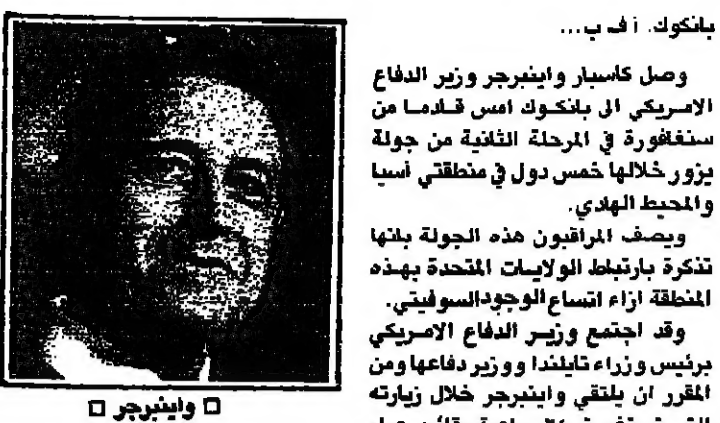 بانكوك. أ ف ب...
وصل كاسبار واينبرجر وزير الدفاع
الامريكي الى بانكوك امس قادما من
سنغافورة في المرحلة الثانية من جولة
يزور خلالها خمس دول في منطقتي آسيا
والمحيط الهادي.
ويصف المراقبون هذه الجولة بانها
تذكرة بارتباط الولايات المتحدة بهذه
المنطقة ازاء اتساع الوجود السوفيتي.
وقد اجتمع وزير الدفاع الامريكي
برئيس وزراء تايلندا ووزير دفاعها ومن
المقرر ان يلتقي واينبرجر خلال زيارته
□ واينبرجر □